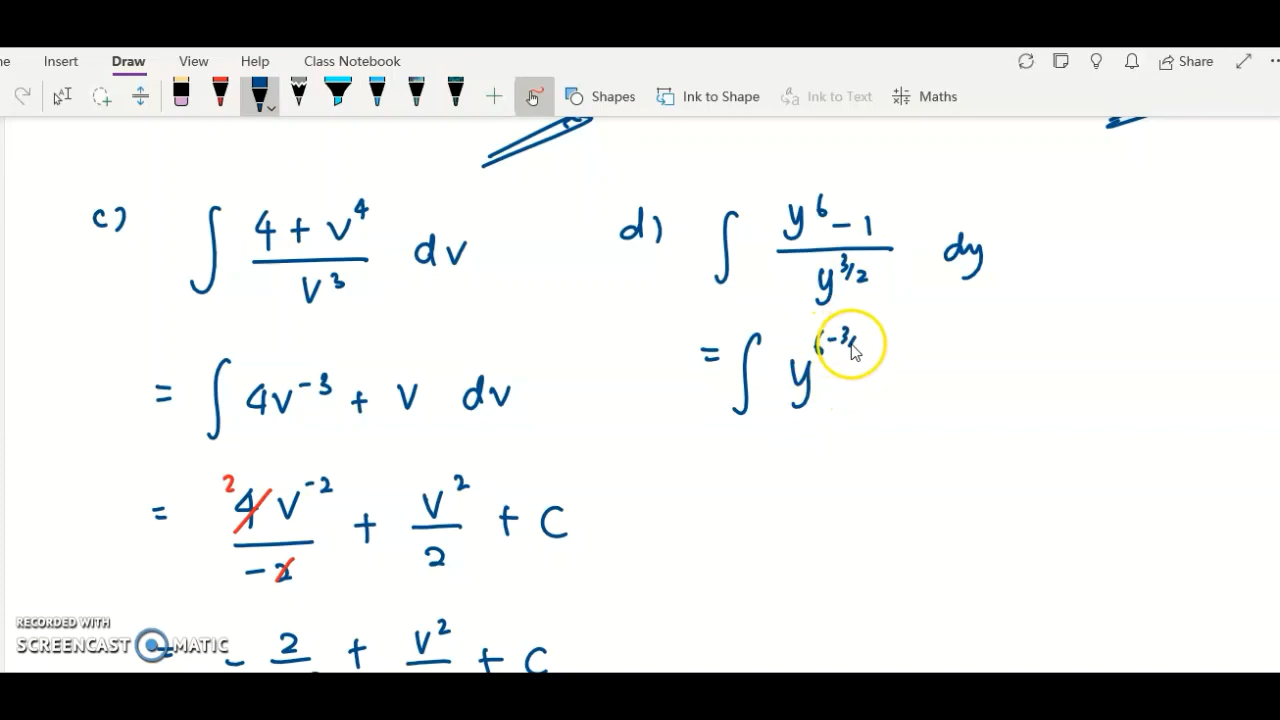 Insert Draw View Help Class Notebook Share
Shapes Ink to Shape Ink to Text Maths
c) ∫ (4 + v⁴)/v³ dv
= ∫ 4v⁻³ + v dv
= 2 4v⁻²/-2 + v²/2 + C
= - 2 + v² + C
d) ∫ (y⁶ - 1)/y^(3/2) dy
= ∫ y^(6-3/
RECORDED WITH
SCREENCAST MATIC